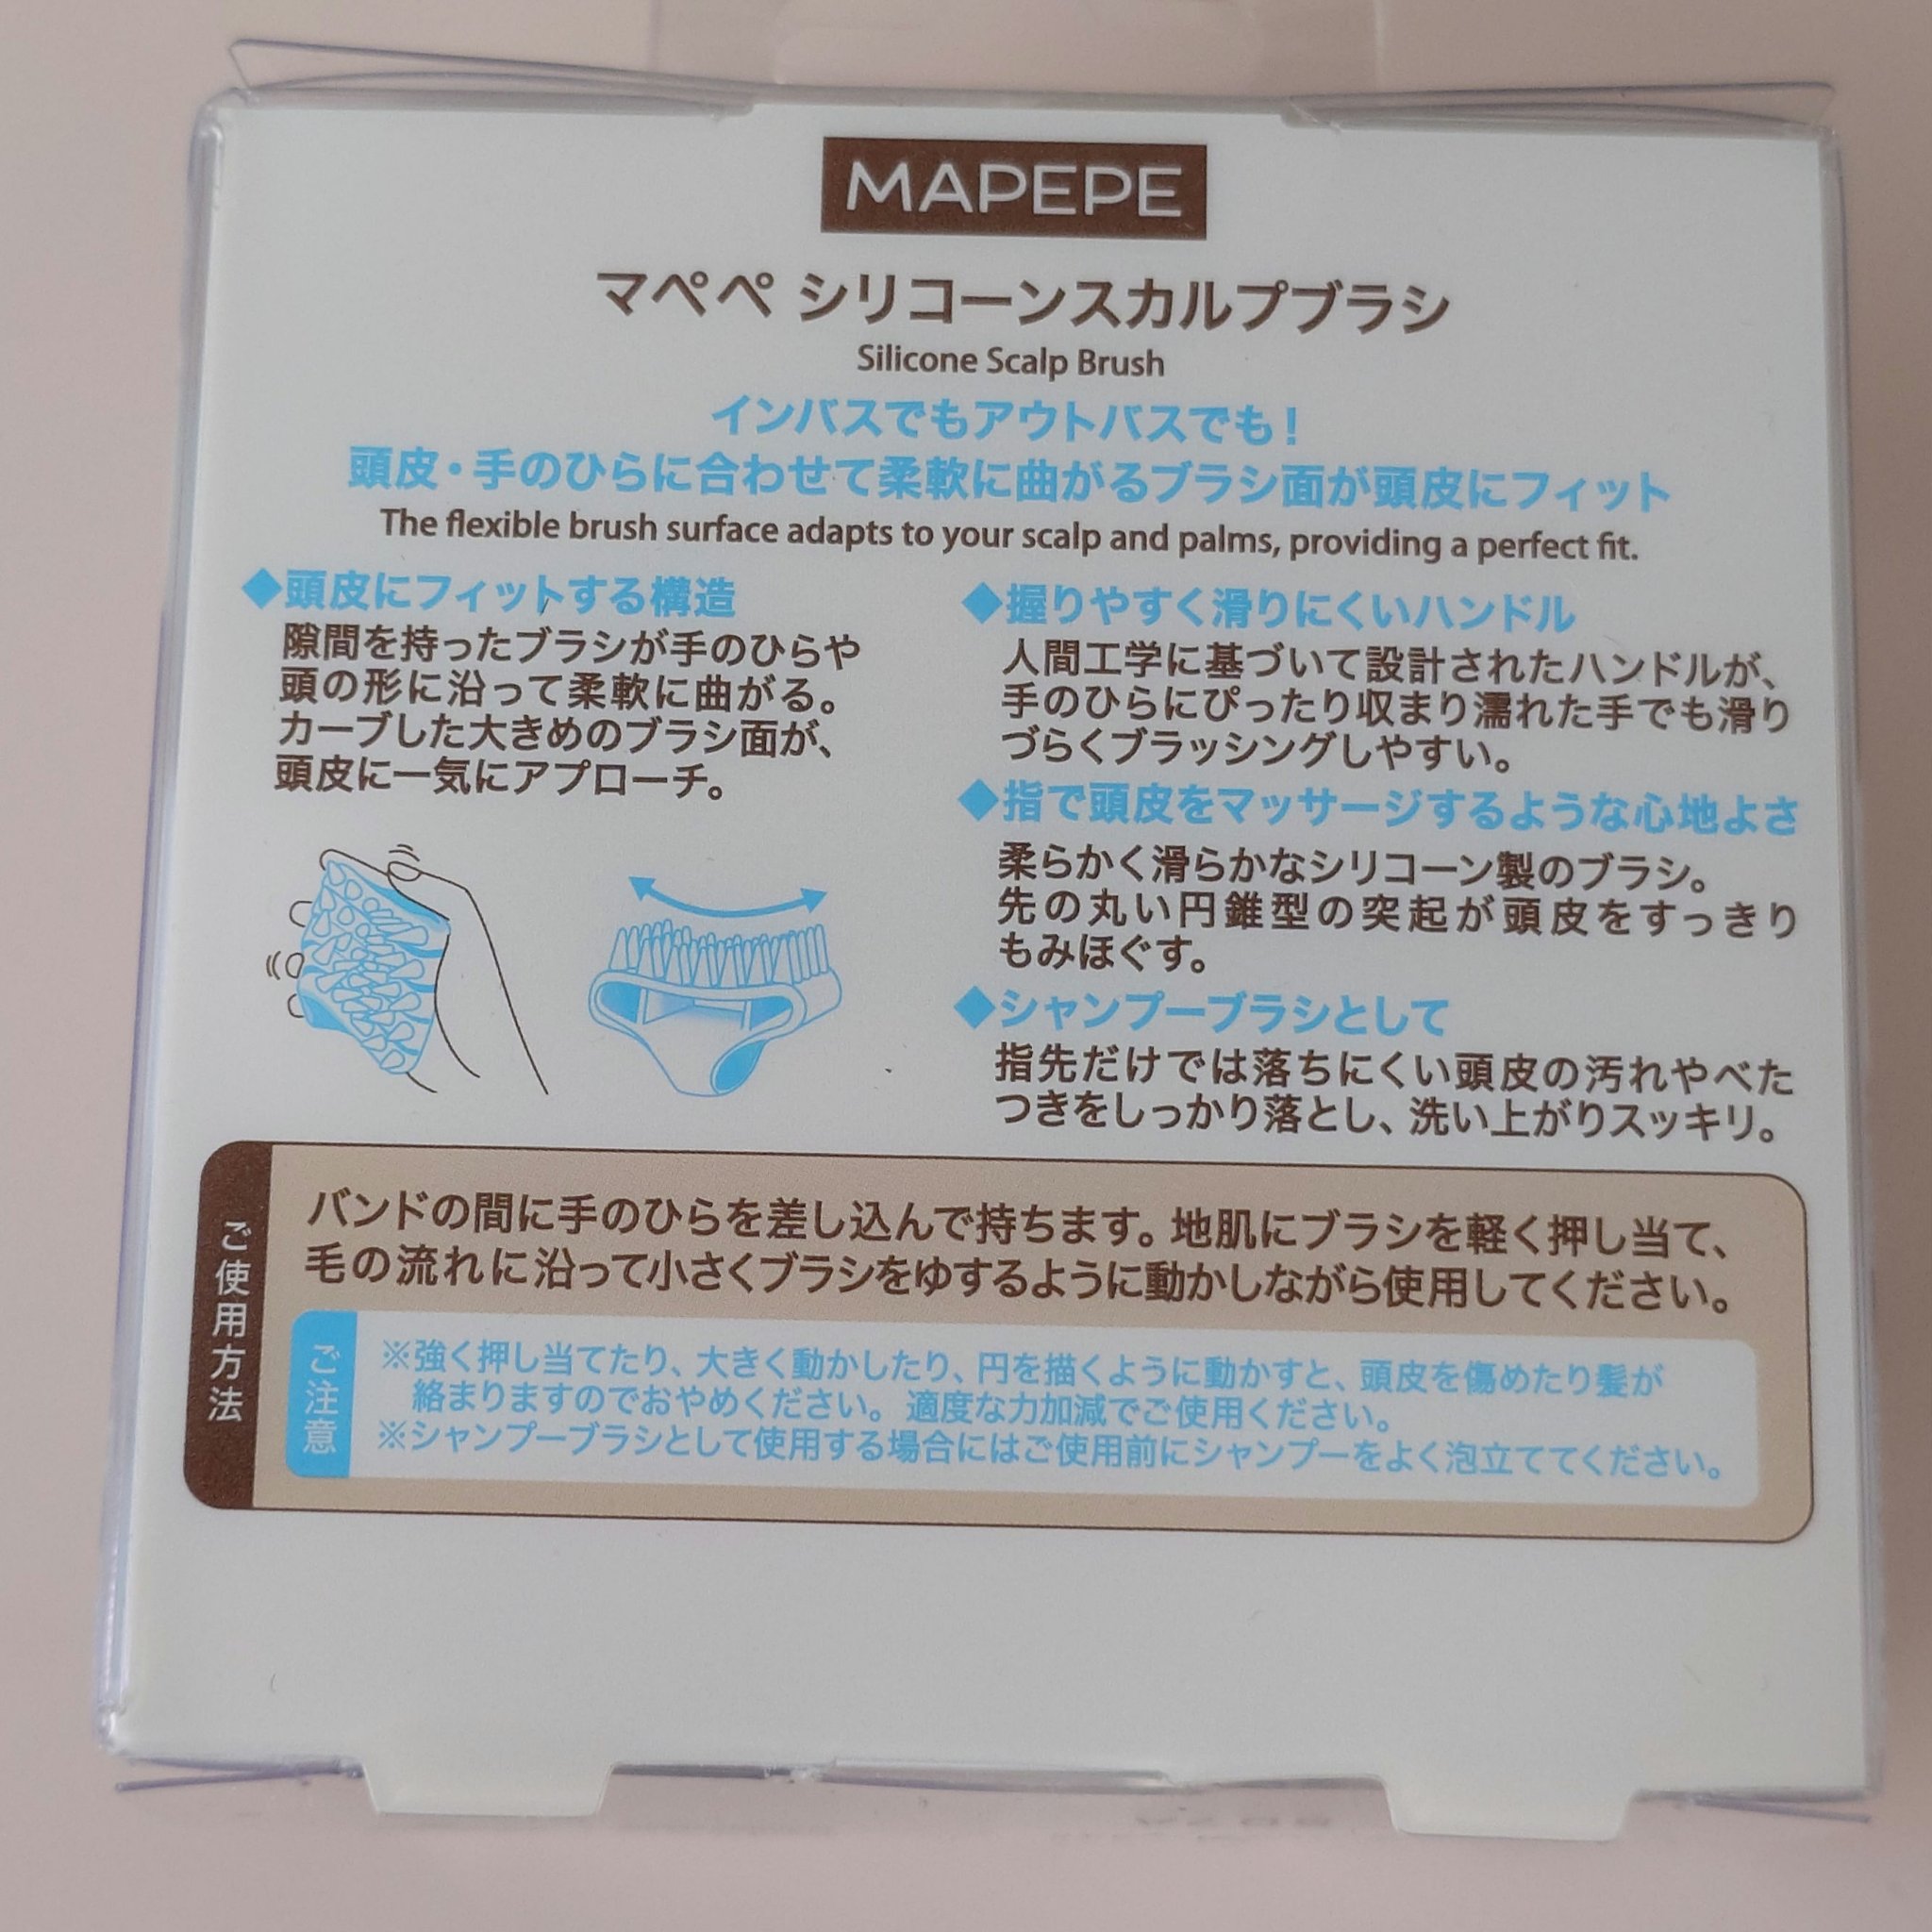 MAPEPE
マペペ シリコーンスカルプブラシ
Silicone Scalp Brush
インバスでもアウトバスでも!
頭皮・手のひらに合わせて柔軟に曲がるブラシ面が頭皮にフィット
The flexible brush surface adapts to your scalp and palms, providing a perfect fit.
◆頭皮にフィットする構造
隙間を持ったブラシが手のひらや
頭の形に沿って柔軟に曲がる。
カーブした大きめのブラシ面が、
頭皮に一気にアプローチ。
◆握りやすく滑りにくいハンドル
人間工学に基づいて設計されたハンドルが、
手のひらにぴったり収まり濡れた手でも滑り
づらくブラッシングしやすい。
◆指で頭皮をマッサージするような心地よさ
柔らかく滑らかなシリコーン製のブラシ。
先の丸い円錐型の突起が頭皮をすっきり
もみほぐす。
◆シャンプーブラシとして
指先だけでは落ちにくい頭皮の汚れやべた
つきをしっかり落とし、洗い上がりスッキリ。
ご使用方法
バンドの間に手のひらを差し込んで持ちます。地肌にブラシを軽く押し当て、
毛の流れに沿って小さくブラシをゆするように動かしながら使用してください。
ご注意
※強く押し当てたり、大きく動かしたり、円を描くように動かすと、頭皮を傷めたり髪が
絡まりますのでおやめください。適度な力加減でご使用ください。
※シャンプーブラシとして使用する場合にはご使用前にシャンプーをよく泡立ててください。